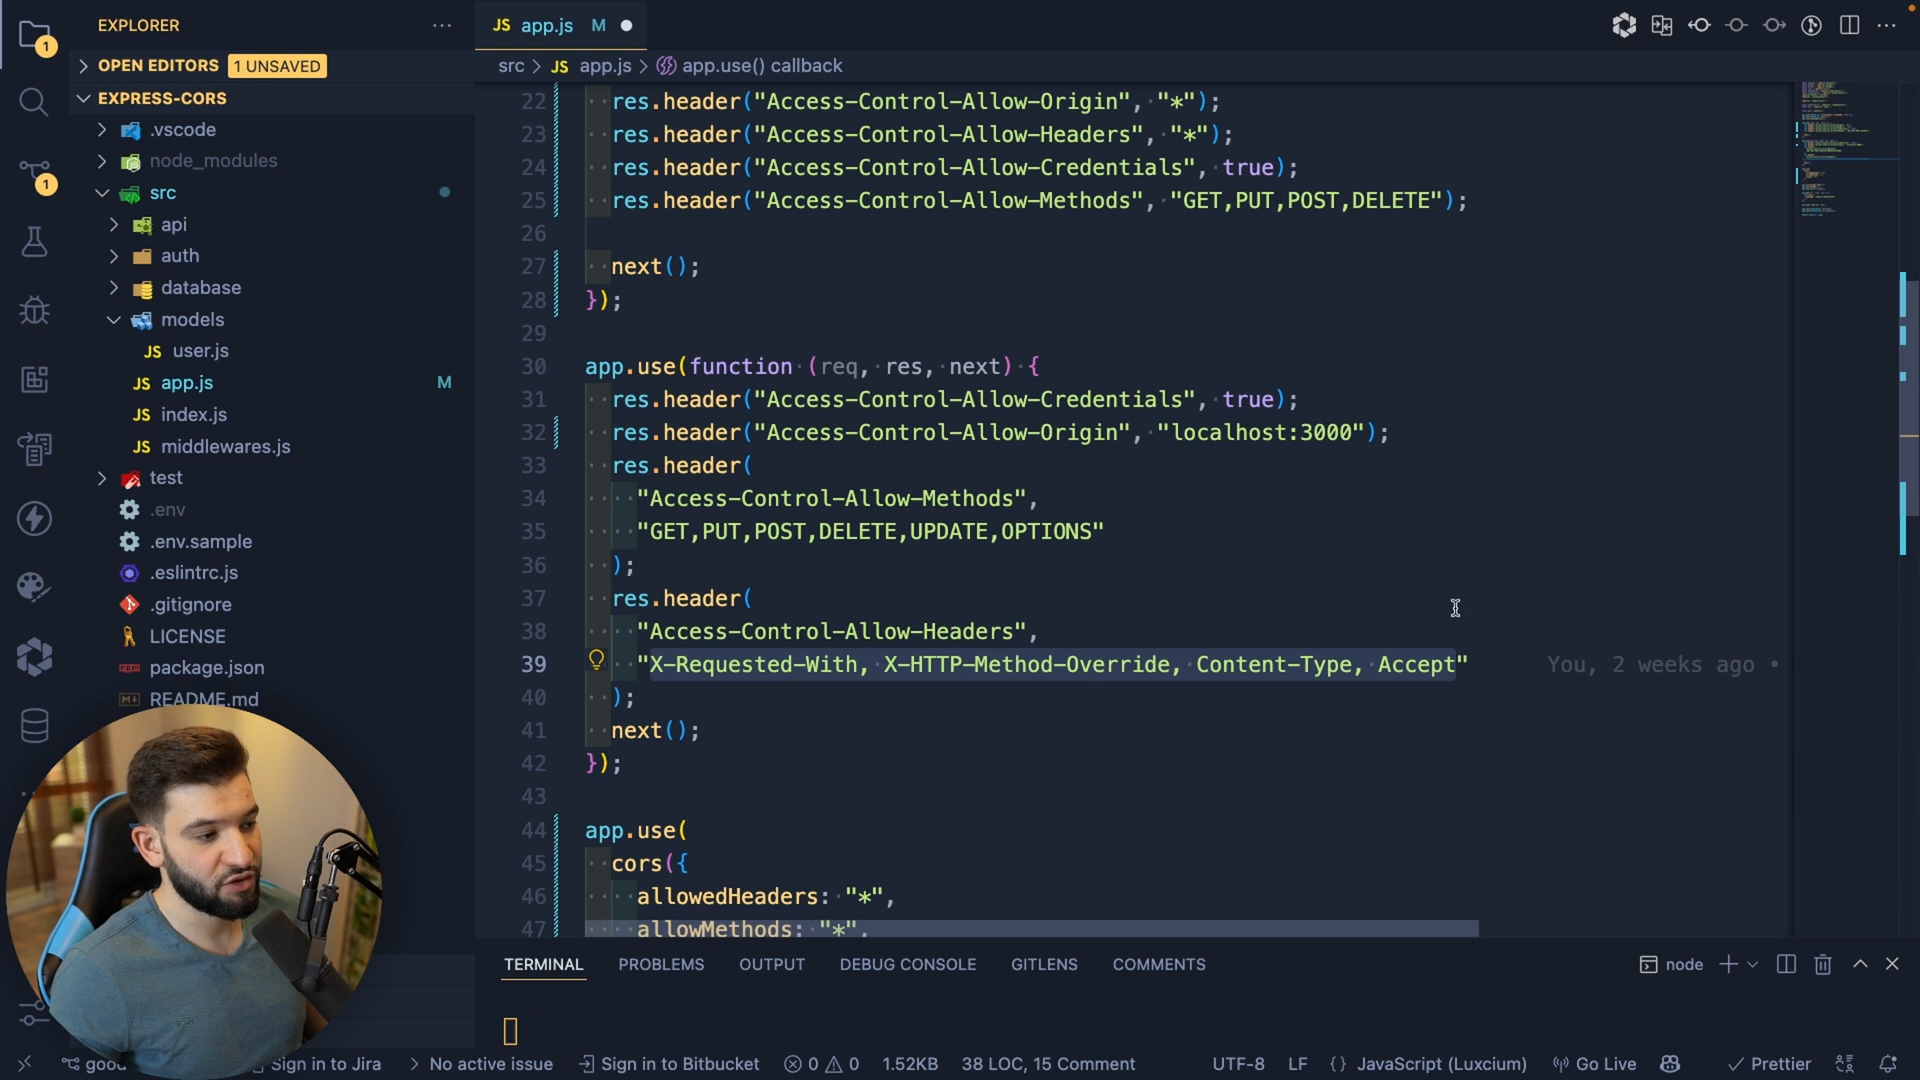 EXPLORER
OPEN EDITORS 1 UNSAVED
EXPRESS-CORS
.vscode
node_modules
src
api
auth
database
models
JS user.js
JS app.js M
JS index.js
JS middlewares.js
test
.env
.env.sample
.eslintrc.js
.gitignore
LICENSE
package.json
README.md
1
1
JS app.js M
src > JS app.js > app.use() callback
22 res.header("Access-Control-Allow-Origin", "*");
23 res.header("Access-Control-Allow-Headers", "*");
24 res.header("Access-Control-Allow-Credentials", true);
25 res.header("Access-Control-Allow-Methods", "GET,PUT,POST,DELETE");
26
27 next();
28 });
29
30 app.use(function (req, res, next) {
31 res.header("Access-Control-Allow-Credentials", true);
32 res.header("Access-Control-Allow-Origin", "localhost:3000");
33 res.header(
34 "Access-Control-Allow-Methods",
35 "GET,PUT,POST,DELETE,UPDATE,OPTIONS"
36 );
37 res.header(
38 "Access-Control-Allow-Headers",
39 "X-Requested-With, X-HTTP-Method-Override, Content-Type, Accept" You, 2 weeks ago •
40 );
41 next();
42 });
43
44 app.use(
45 cors({
46 allowedHeaders: "*",
47 allowMethods: "*",
TERMINAL PROBLEMS OUTPUT DEBUG CONSOLE GITLENS COMMENTS
node
good Sign in to Jira No active issue Sign in to Bitbucket 0 0 1.52KB 38 LOC, 15 Comment UTF-8 LF {} JavaScript (Luxcium) Go Live Prettier